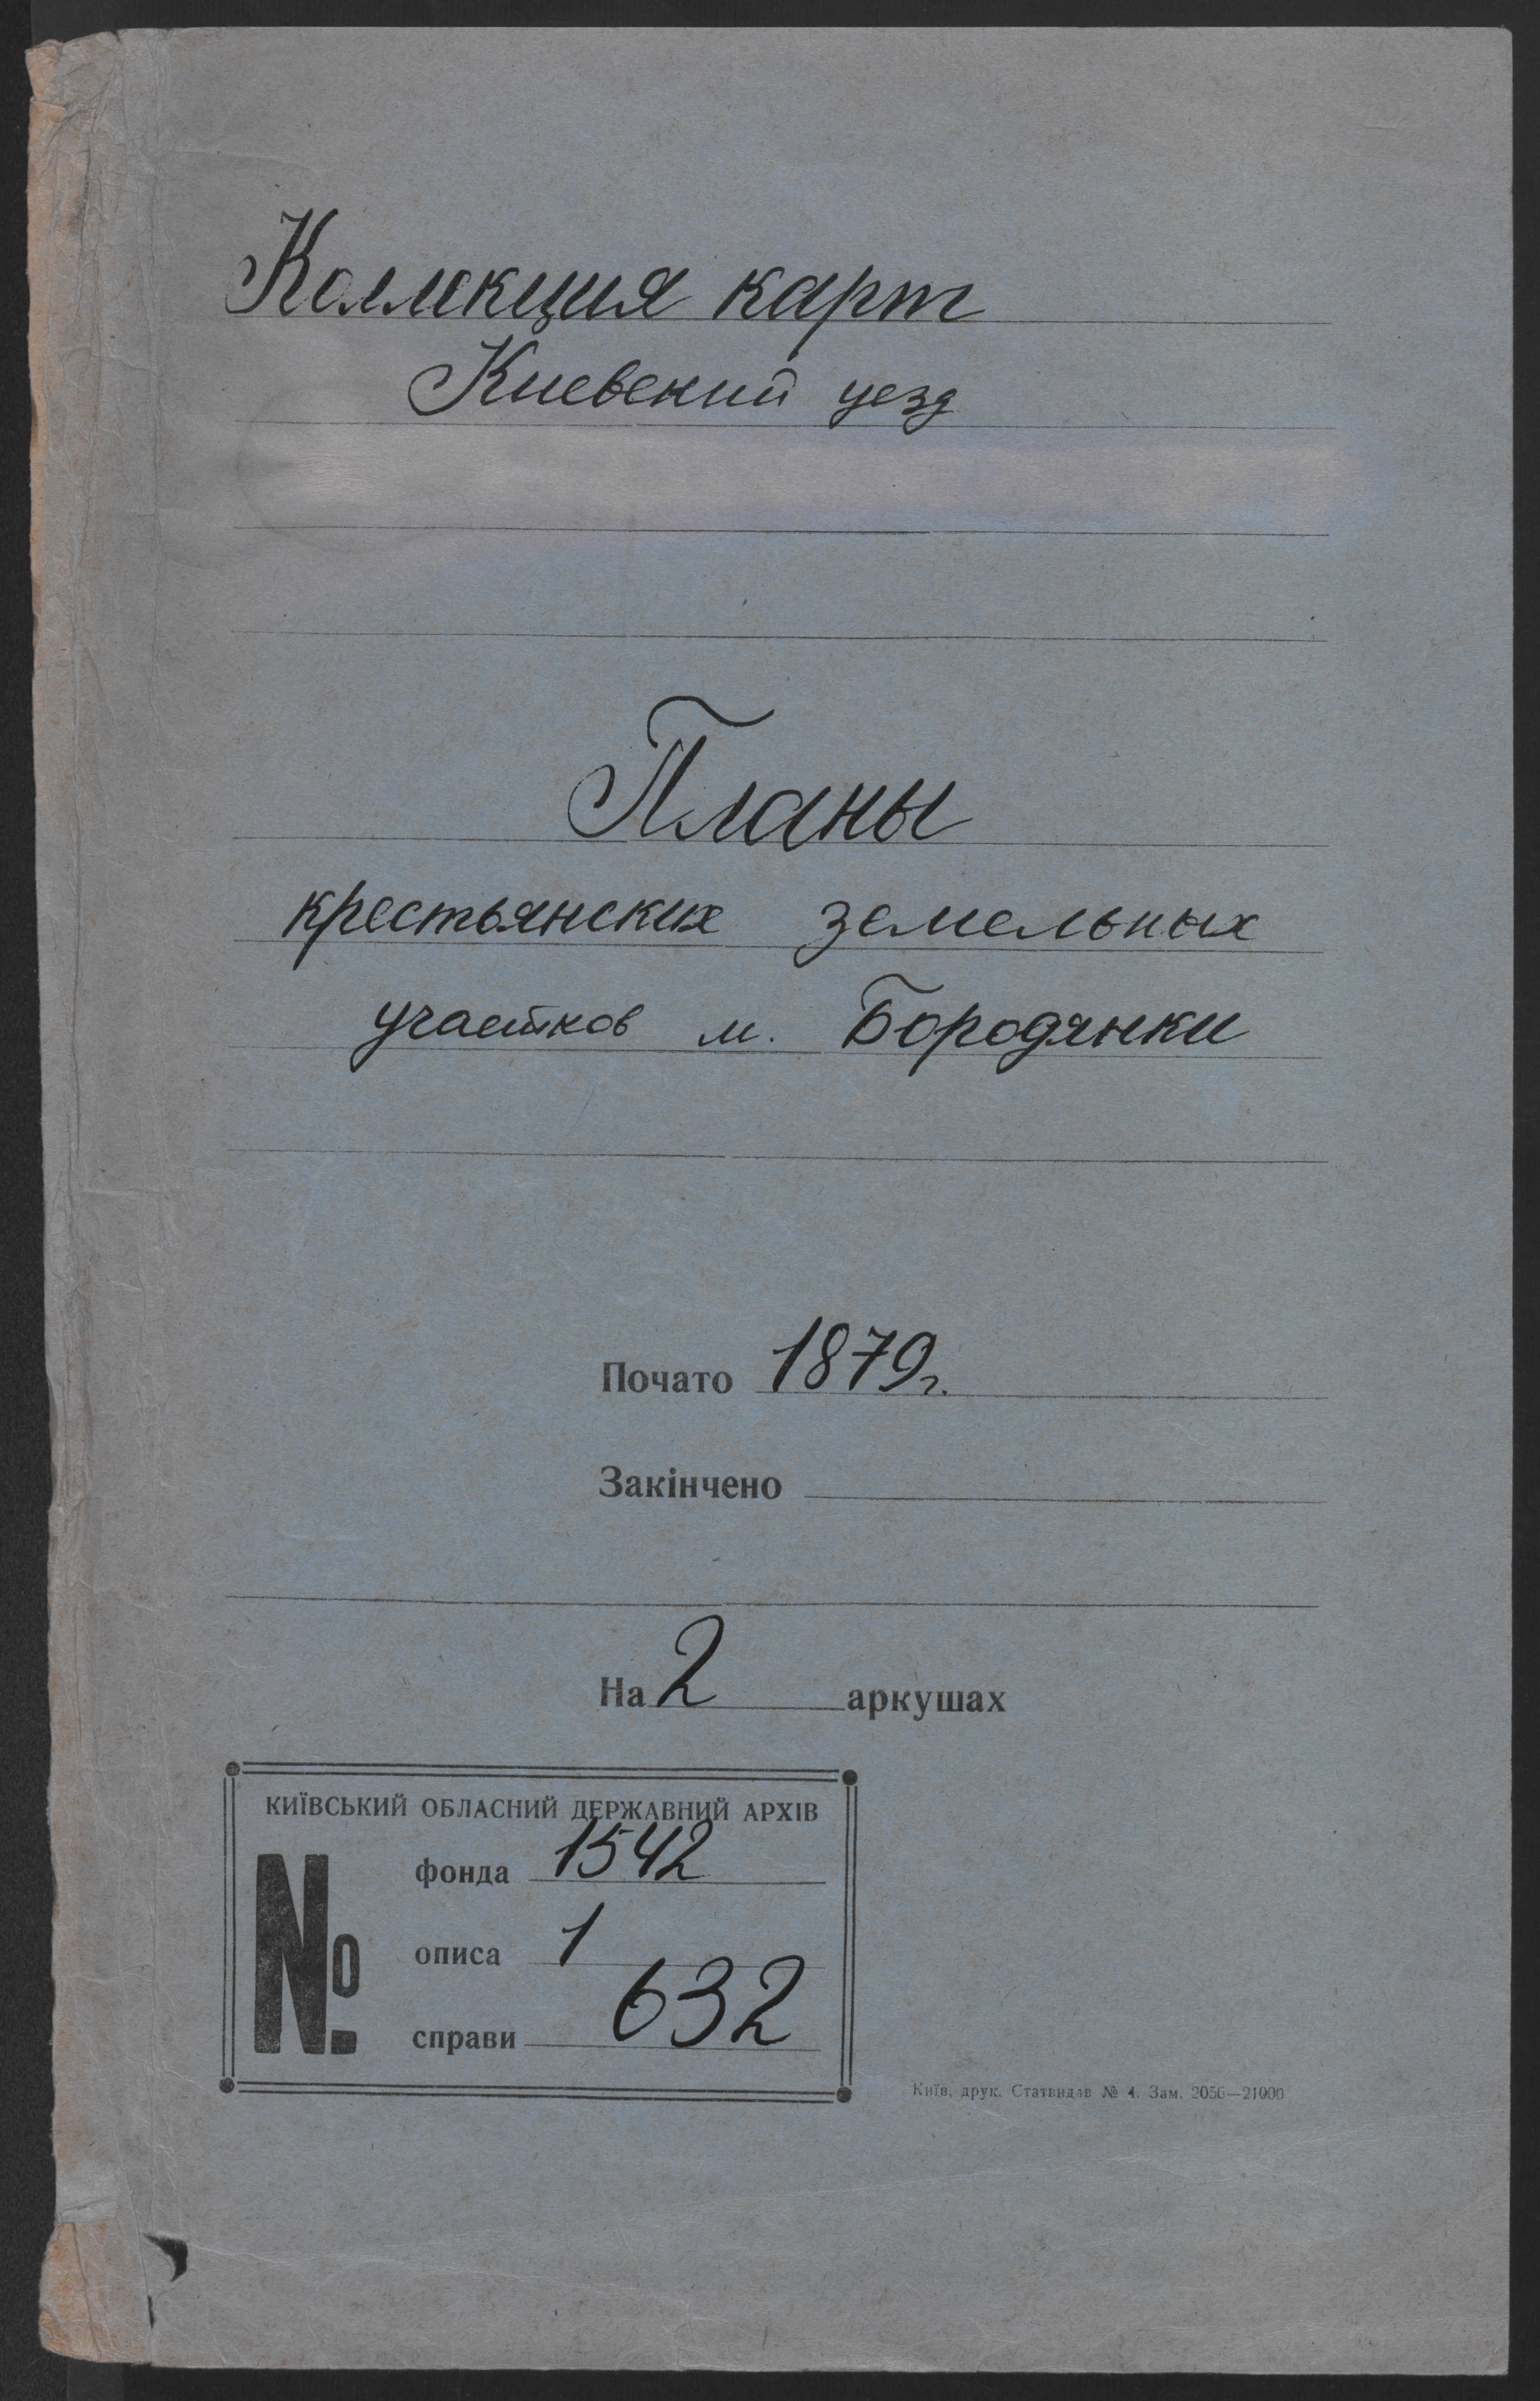 Коллекция карт
Киевский уезд
Планы
крестьянских земельных
участков м. Бородянки
Почато 1879г.
Закінчено
На 2 аркушах
КИЇВСЬКИЙ ОБЛАСНИЙ ДЕРЖАВНИЙ АРХІВ
№
фонда 1542
описа 1
справи 632
Київ, друк. Статвидав № 4. Зам. 2056—21000